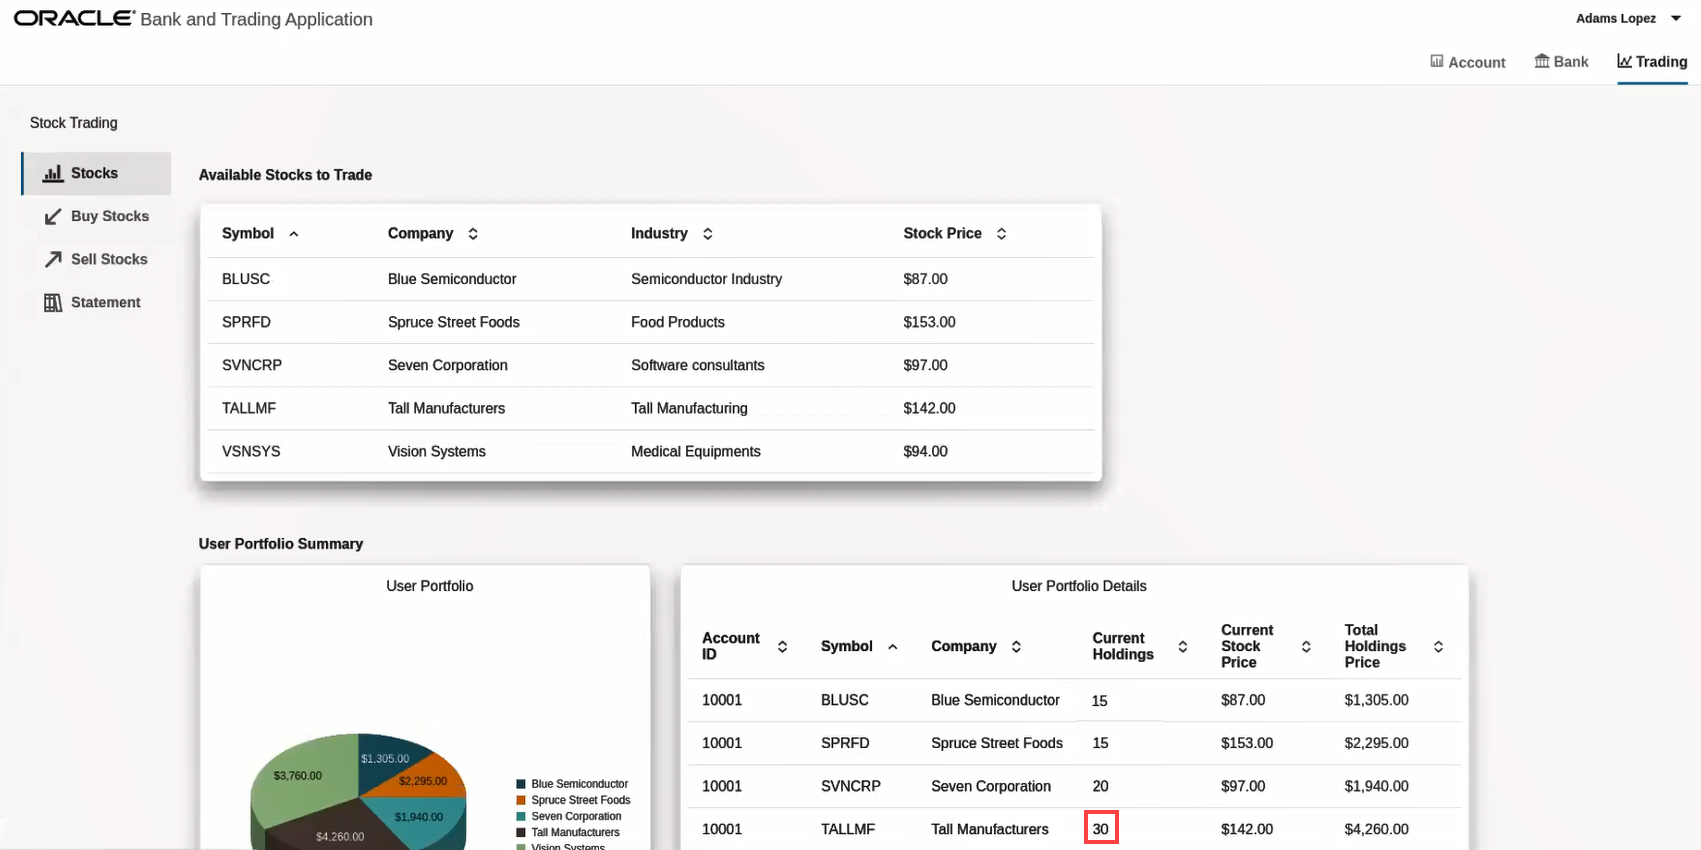 ORACLE Bank and Trading Application
Adams Lopez
Account
Bank
Trading
Stock Trading
Stocks
Buy Stocks
Sell Stocks
Statement
Available Stocks to Trade
Symbol Company Industry Stock Price
BLUSC Blue Semiconductor Semiconductor Industry $87.00
SPRFD Spruce Street Foods Food Products $153.00
SVNCRP Seven Corporation Software consultants $97.00
TALLMF Tall Manufacturers Tall Manufacturing $142.00
VSNSYS Vision Systems Medical Equipments $94.00
User Portfolio Summary
User Portfolio
$1,305.00
$3,760.00
$2,295.00
$1,940.00
$4,260.00
Blue Semiconductor
Spruce Street Foods
Seven Corporation
Tall Manufacturers
Vision Systems
User Portfolio Details
Account ID Symbol Company Current Holdings Current Stock Price Total Holdings Price
10001 BLUSC Blue Semiconductor 15 $87.00 $1,305.00
10001 SPRFD Spruce Street Foods 15 $153.00 $2,295.00
10001 SVNCRP Seven Corporation 20 $97.00 $1,940.00
10001 TALLMF Tall Manufacturers 30 $142.00 $4,260.00